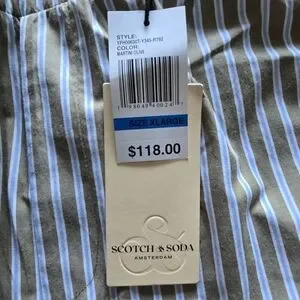 STYLE:
COLOR:
MARTINI OLIVE
SIZE XLARGE
$118.00
SCOTCH & SODA
AMSTERDAM